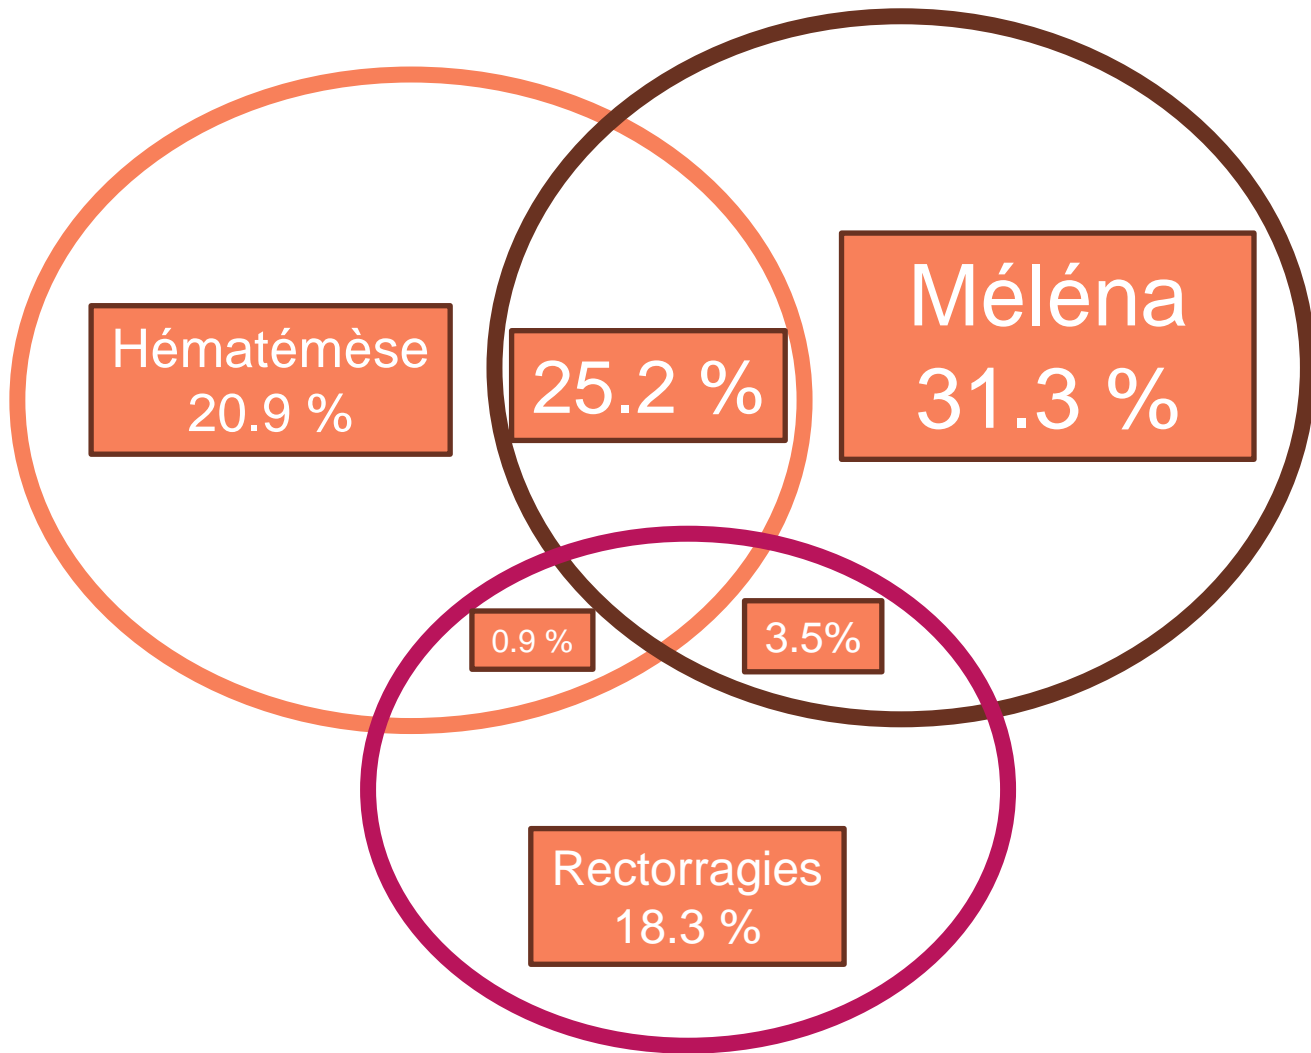 Hématémèse
20.9 %
25.2 %
Méléna
31.3 %
0.9 %
3.5%
Rectorragies
18.3 %